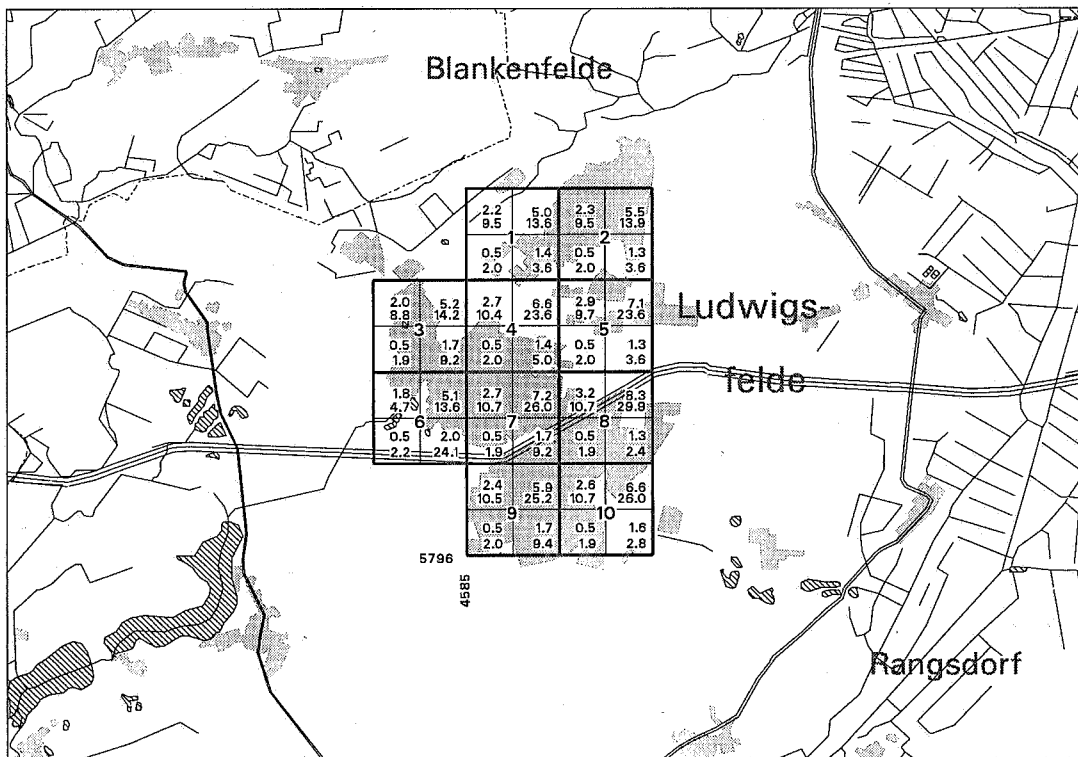 Blankenfelde
2.2 5.0 2.3 5.5
9.5 13.6 9.5 13.9
1 2
0.5 1.4 0.5 1.3
2.0 3.6 2.0 3.6
2.0 5.2 2.7 6.6 2.9 7.1
8.8 14.2 10.4 23.6 9.7 23.6
3 4 5
0.5 1.7 0.5 1.4 0.5 1.3
1.9 9.2 2.0 5.0 2.0 3.6
Ludwigs-
felde
1.8 5.1 2.7 7.2 3.2 8.3
4.7 13.6 10.7 26.0 10.7 29.8
6 7 8
0.5 2.0 0.5 1.7 0.5 1.3
2.2 24.1 1.9 9.2 1.9 2.4
2.4 5.9 2.6 6.6
10.5 25.2 10.7 26.0
9 10
0.5 1.7 0.5 1.6
2.0 9.4 1.9 2.8
5796
4585
Rangsdorf